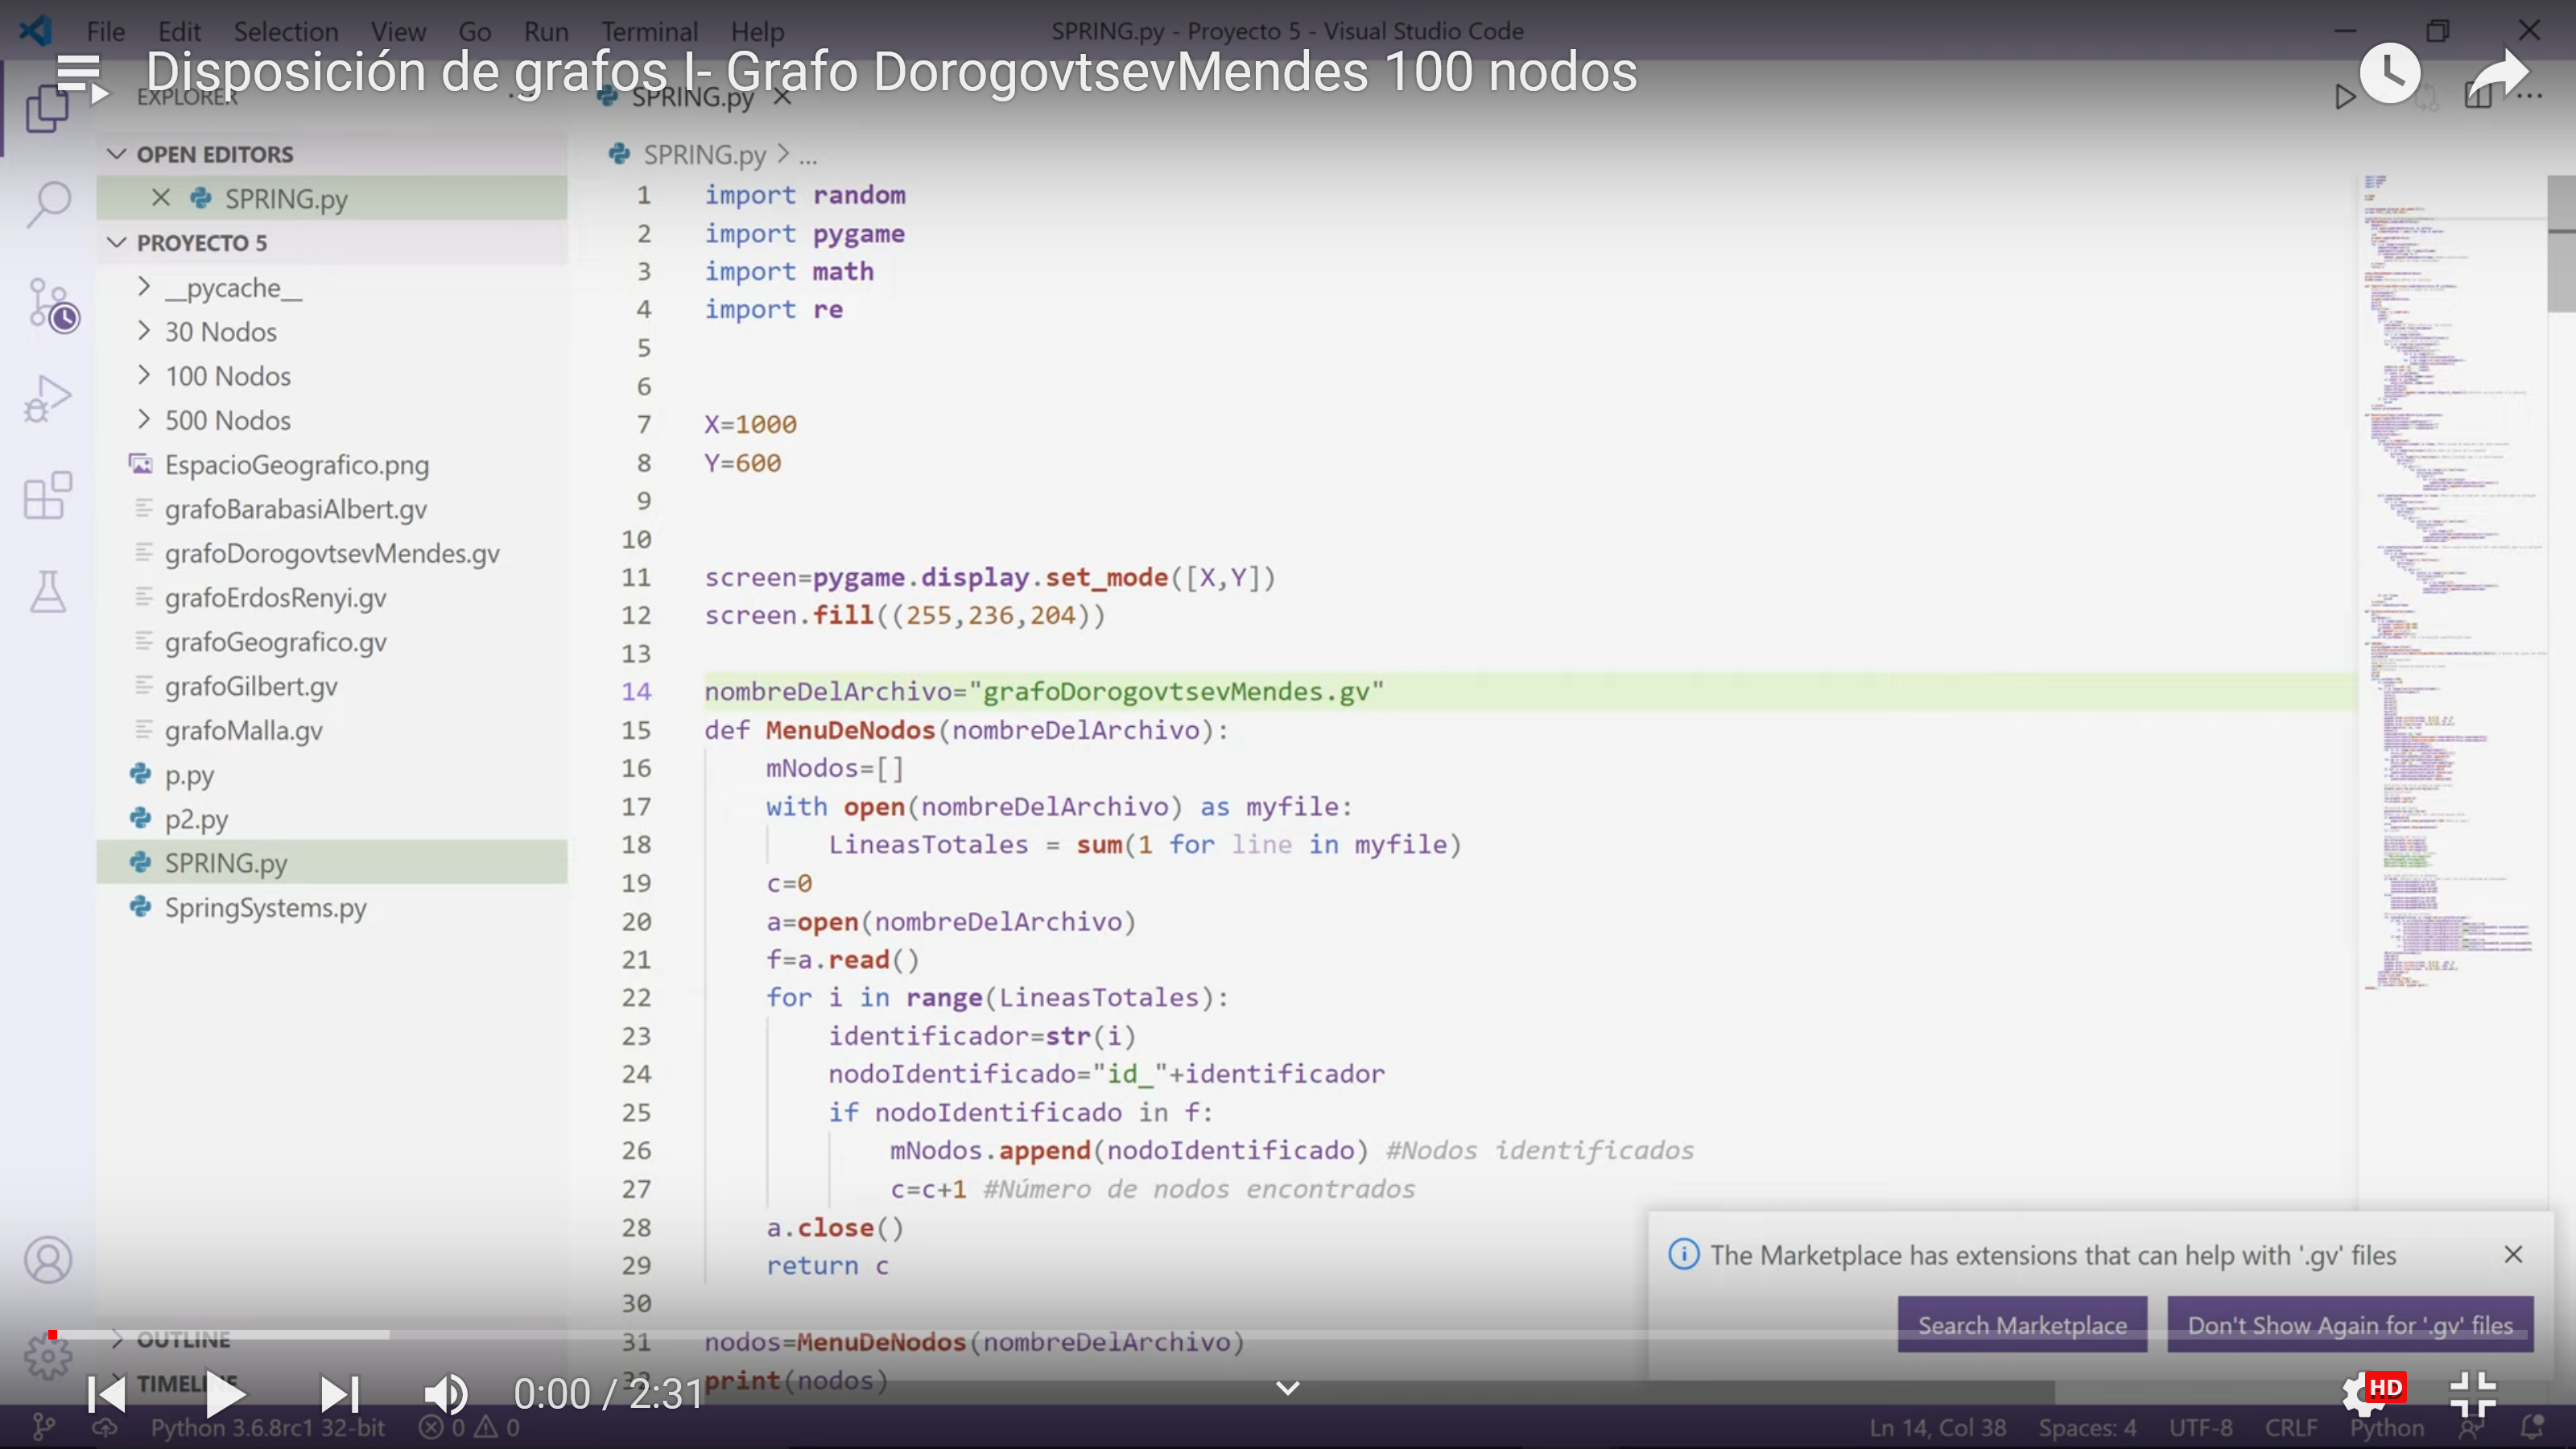 File Edit Selection View Go Run Terminal Help
SPRING.py - Proyecto 5 - Visual Studio Code
Disposición de grafos I- Grafo DorogovtsevMendes 100 nodos
EXPLORER
SPRING.py
OPEN EDITORS
SPRING.py
PROYECTO 5
__pycache__
30 Nodos
100 Nodos
500 Nodos
EspacioGeografico.png
grafoBarabasiAlbert.gv
grafoDorogovtsevMendes.gv
grafoErdosRenyi.gv
grafoGeografico.gv
grafoGilbert.gv
grafoMalla.gv
p.py
p2.py
SPRING.py
SpringSystems.py
OUTLINE
TIMELINE
SPRING.py > ...
1 import random
2 import pygame
3 import math
4 import re
5
6
7 X=1000
8 Y=600
9
10
11 screen=pygame.display.set_mode([X,Y])
12 screen.fill((255,236,204))
13
14 nombreDelArchivo="grafoDorogovtsevMendes.gv"
15 def MenuDeNodos(nombreDelArchivo):
16 mNodos=[]
17 with open(nombreDelArchivo) as myfile:
18 LineasTotales = sum(1 for line in myfile)
19 c=0
20 a=open(nombreDelArchivo)
21 f=a.read()
22 for i in range(LineasTotales):
23 identificador=str(i)
24 nodoIdentificado="id_"+identificador
25 if nodoIdentificado in f:
26 mNodos.append(nodoIdentificado) #Nodos identificados
27 c=c+1 #Número de nodos encontrados
28 a.close()
29 return c
30
31 nodos=MenuDeNodos(nombreDelArchivo)
32 print(nodos)
The Marketplace has extensions that can help with '.gv' files
Search Marketplace
Don't Show Again for '.gv' files
0:00 / 2:31
HD
Python 3.6.8rc1 32-bit
0
0
Ln 14, Col 38
Spaces: 4
UTF-8
CRLF
Python